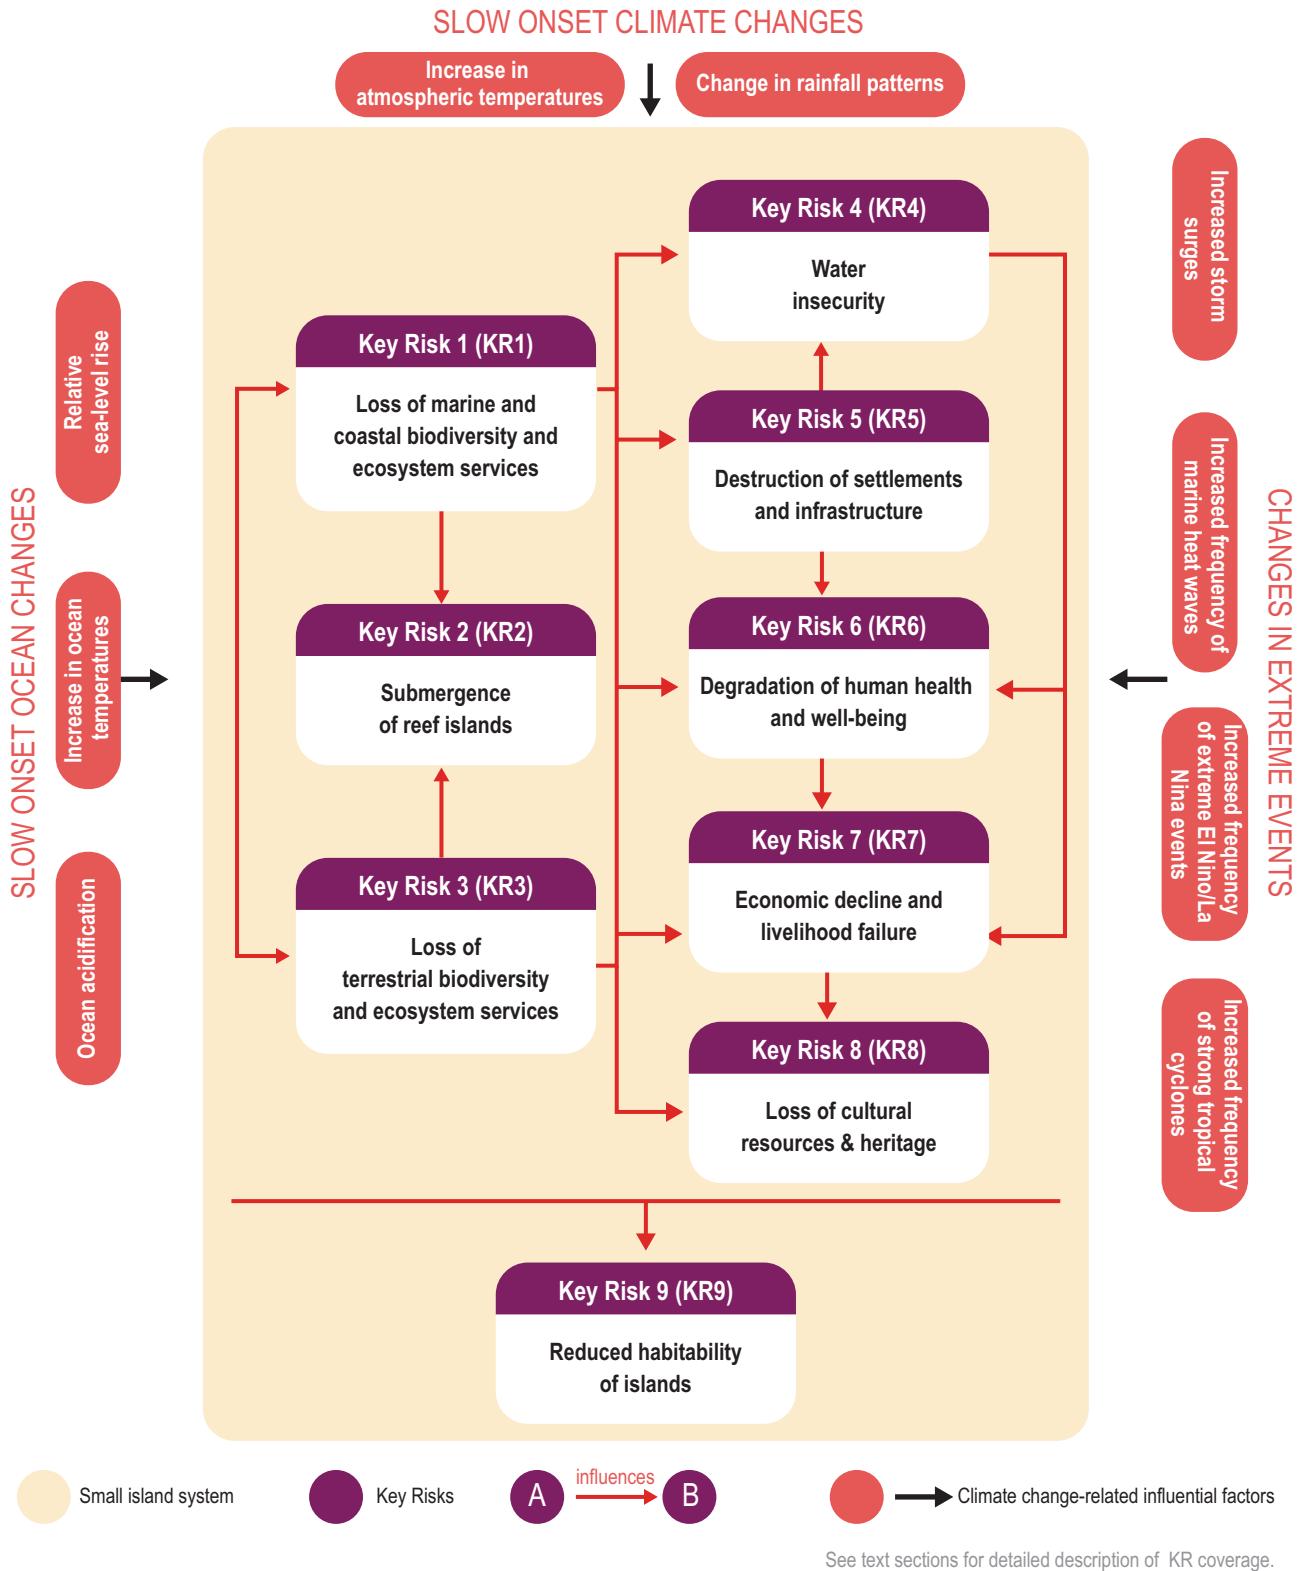 SLOW ONSET CLIMATE CHANGES
Increase in
atmospheric temperatures
Change in rainfall patterns
SLOW ONSET OCEAN CHANGES
Relative
sea-level rise
Increase in ocean
temperatures
Ocean acidification
Key Risk 1 (KR1)
Loss of marine and
coastal biodiversity and
ecosystem services
Key Risk 2 (KR2)
Submergence
of reef islands
Key Risk 3 (KR3)
Loss of
terrestrial biodiversity
and ecosystem services
Key Risk 4 (KR4)
Water
insecurity
Key Risk 5 (KR5)
Destruction of settlements
and infrastructure
Key Risk 6 (KR6)
Degradation of human health
and well-being
Key Risk 7 (KR7)
Economic decline and
livelihood failure
Key Risk 8 (KR8)
Loss of cultural
resources & heritage
Key Risk 9 (KR9)
Reduced habitability
of islands
CHANGES IN EXTREME EVENTS
Increased storm
surges
Increased frequency of
marine heat waves
Increased frequency
of extreme El Nino/La
Nina events
Increased frequency
of strong tropical
cyclones
Small island system
Key Risks
A
influences
B
Climate change-related influential factors
See text sections for detailed description of KR coverage.